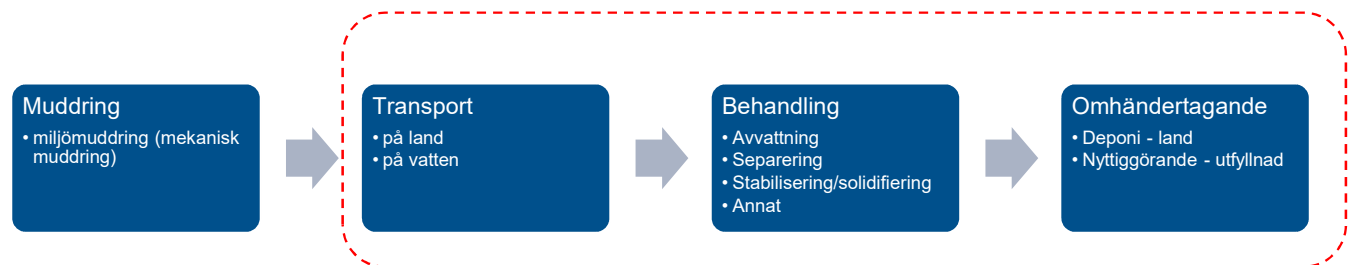 Muddring
• miljömuddring (mekanisk
muddring)
Transport
• på land
• på vatten
Behandling
• Avvattning
• Separering
• Stabilisering/solidifiering
• Annat
Omhändertagande
• Deponi - land
• Nyttiggörande - utfyllnad